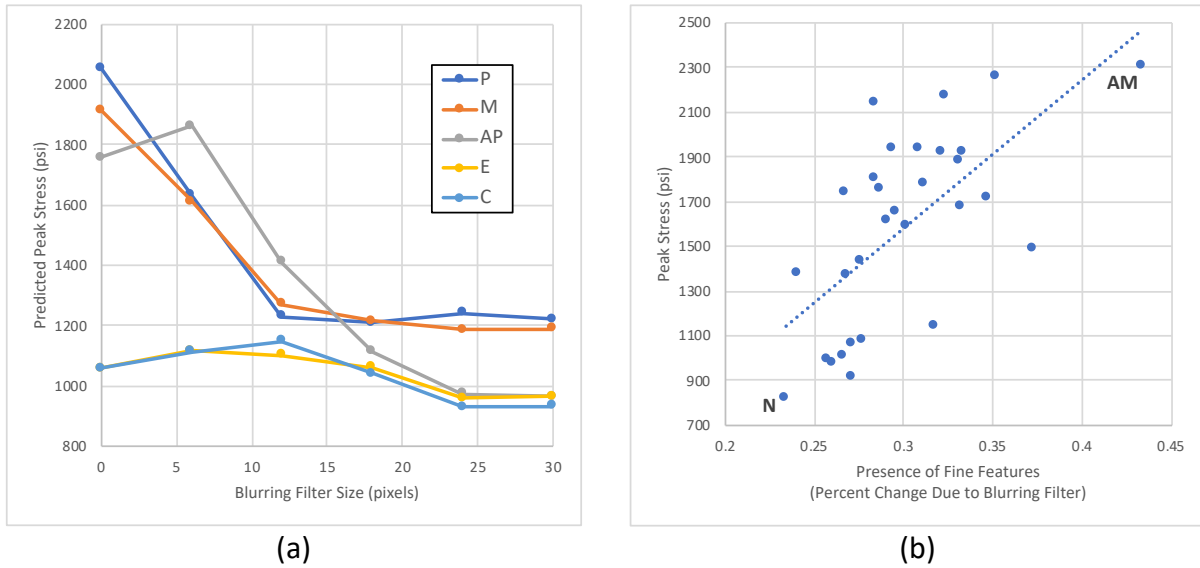 2200
2000
1800
1600
1400
1200
1000
800
Predicted Peak Stress (psi)
0
5
10
15
20
25
30
Blurring Filter Size (pixels)
P
M
AP
E
C
(a)
2500
2300
2100
1900
1700
1500
1300
1100
900
700
Peak Stress (psi)
0.2
0.25
0.3
0.35
0.4
0.45
Presence of Fine Features
(Percent Change Due to Blurring Filter)
AM
N
(b)